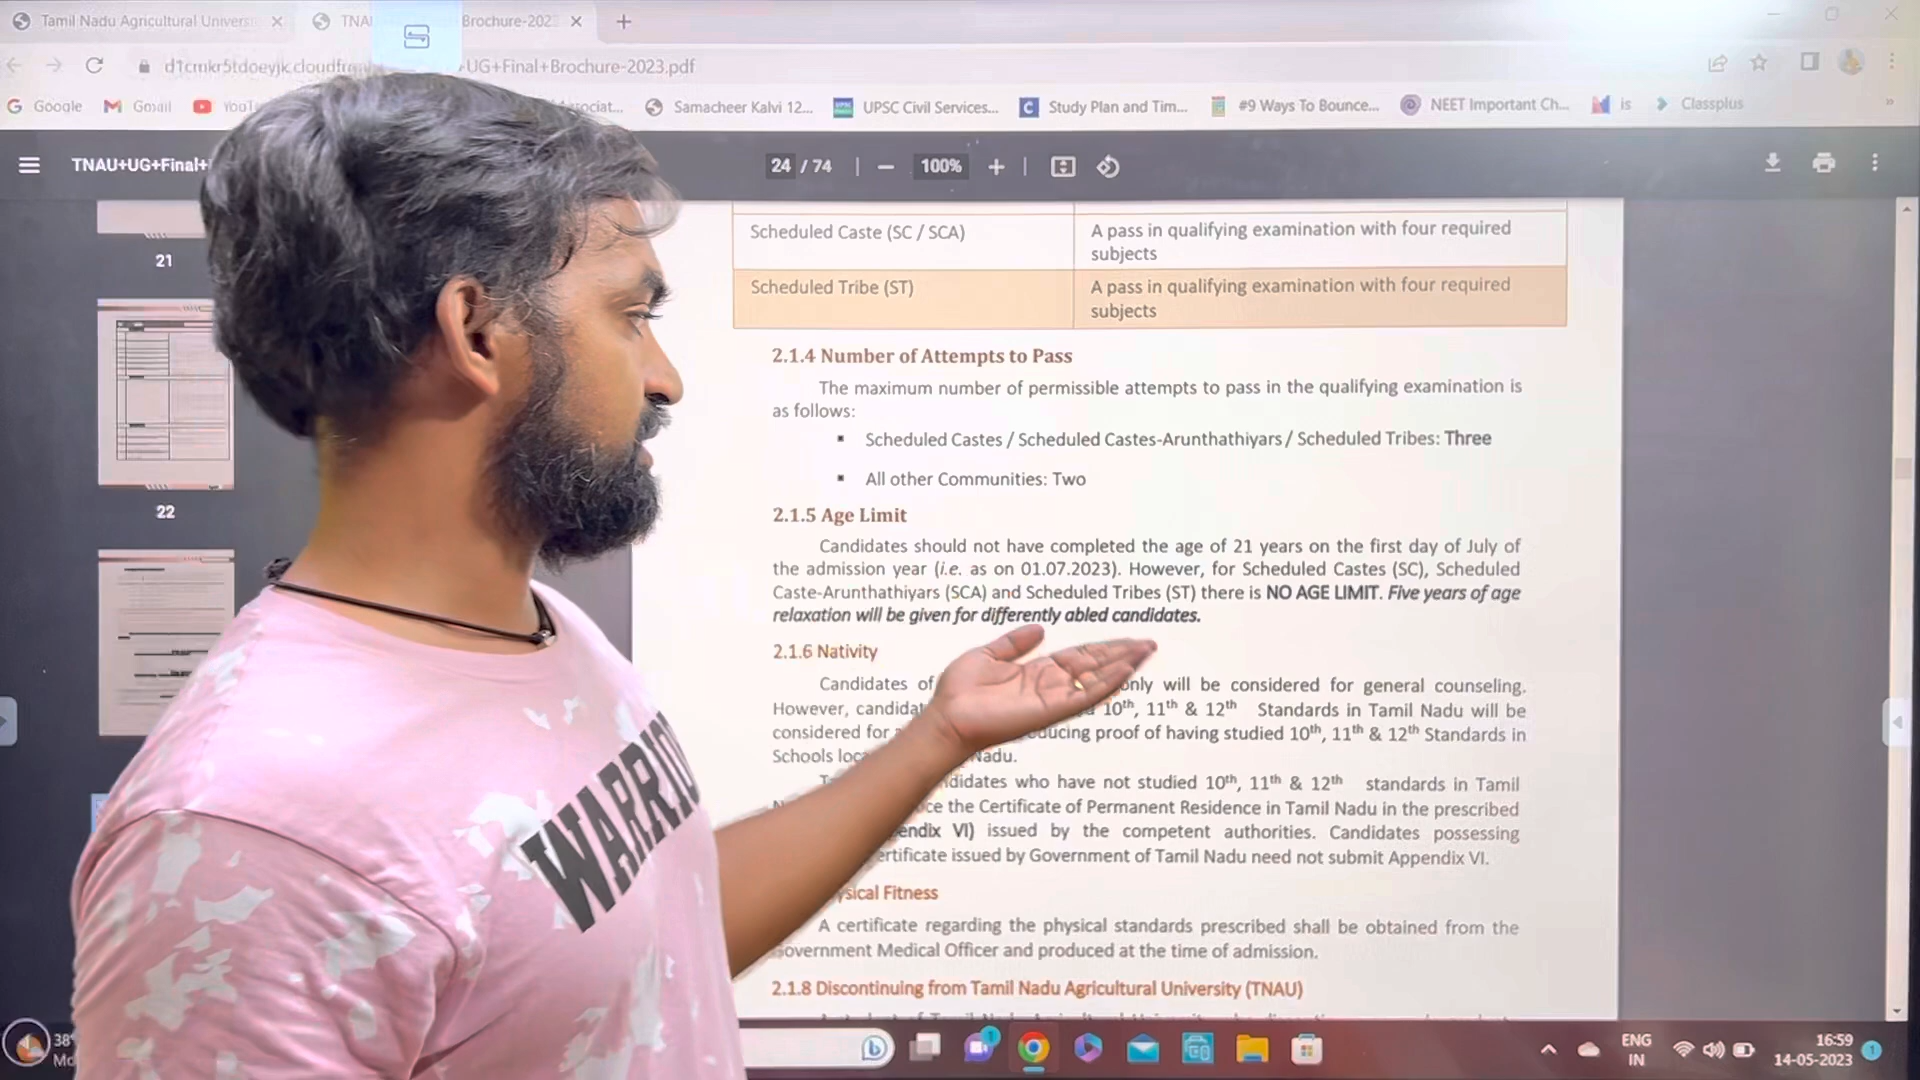 Tamil Nadu Agricultural Universi
TNA
Brochure-202
d1cmkr5tdoeyjk.cloudfr
UG+Final+Brochure-2023.pdf
Google
Gmail
YouT
ssociat...
Samacheer Kalvi 12...
UPSC Civil Services...
Study Plan and Tim...
#9 Ways To Bounce...
NEET Important Ch...
is
Classplus
»
TNAU+UG+Final+
24 / 74
100%
21
22
Scheduled Caste (SC / SCA)
A pass in qualifying examination with four required
subjects
Scheduled Tribe (ST)
A pass in qualifying examination with four required
subjects
2.1.4 Number of Attempts to Pass
The maximum number of permissible attempts to pass in the qualifying examination is
as follows:
▪ Scheduled Castes / Scheduled Castes-Arunthathiyars / Scheduled Tribes: Three
▪ All other Communities: Two
2.1.5 Age Limit
Candidates should not have completed the age of 21 years on the first day of July of
the admission year (i.e. as on 01.07.2023). However, for Scheduled Castes (SC), Scheduled
Caste-Arunthathiyars (SCA) and Scheduled Tribes (ST) there is NO AGE LIMIT. Five years of age
relaxation will be given for differently abled candidates.
2.1.6 Nativity
Candidates of only will be considered for general counseling.
However, candidat 10th, 11th & 12th Standards in Tamil Nadu will be
considered for ducing proof of having studied 10th, 11th & 12th Standards in
Schools loc Nadu.
T didates who have not studied 10th, 11th & 12th standards in Tamil
N ce the Certificate of Permanent Residence in Tamil Nadu in the prescribed
endix VI) issued by the competent authorities. Candidates possessing
ertificate issued by Government of Tamil Nadu need not submit Appendix VI.
ysical Fitness
A certificate regarding the physical standards prescribed shall be obtained from the
overnment Medical Officer and produced at the time of admission.
2.1.8 Discontinuing from Tamil Nadu Agricultural University (TNAU)
WARRIO
38°
Mo
1
ENG
IN
16:59
14-05-2023
1